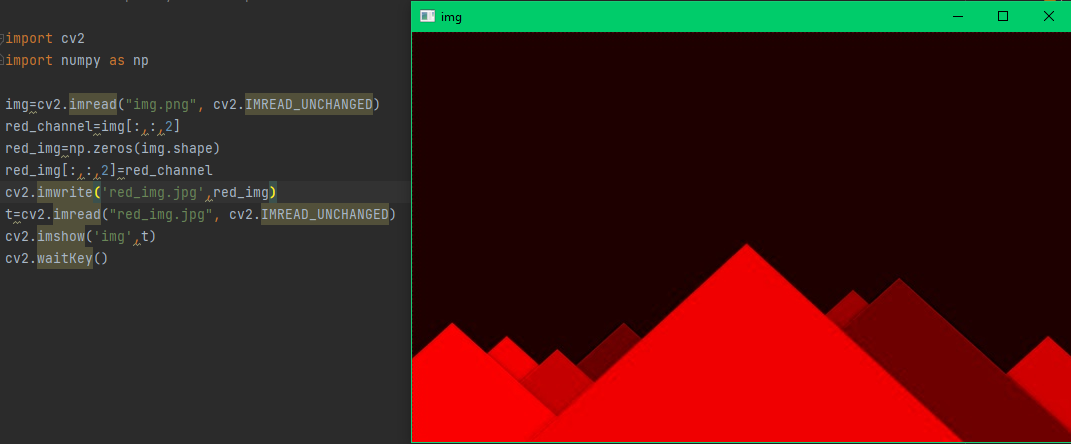 import cv2
import numpy as np
img=cv2.imread("img.png", cv2.IMREAD_UNCHANGED)
red_channel=img[:,:,2]
red_img=np.zeros(img.shape)
red_img[:,:,2]=red_channel
cv2.imwrite('red_img.jpg',red_img)
t=cv2.imread("red_img.jpg", cv2.IMREAD_UNCHANGED)
cv2.imshow('img',t)
cv2.waitKey()
img